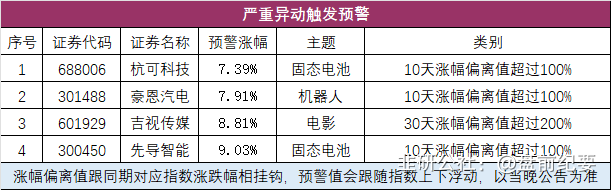 严重异动触发预警
序号 证券代码 证券名称 预警涨幅 主题 类别
1 688006 杭可科技 7.39% 固态电池 10天涨幅偏离值超过100%
2 301488 豪恩汽电 7.91% 机器人 10天涨幅偏离值超过100%
3 601929 吉视传媒 8.81% 电影 30天涨幅偏离值超过200%
4 300450 先导智能 9.03% 固态电池 10天涨幅偏离值超过100%
涨幅偏离值跟同期对应指数涨跌幅相挂钩，预警值会跟随指数上下浮动，以当晚公告为准